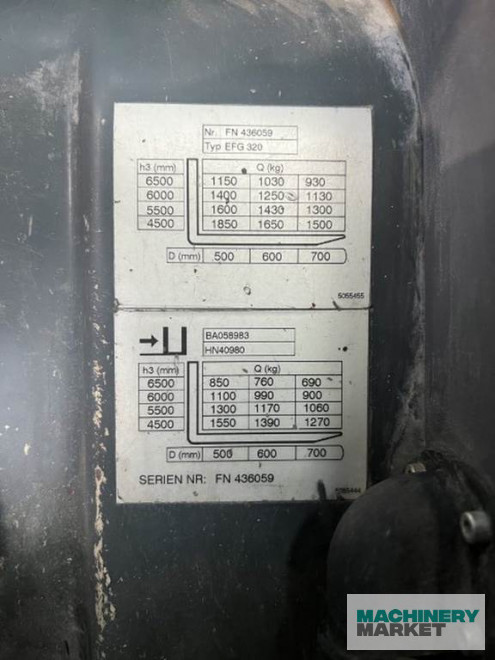 Nr. FN 436059
Typ EFG 320
h3 (mm) Q (kg)
6500 1150 1030 930
6000 1400 1250 1130
5500 1600 1430 1300
4500 1850 1650 1500
D (mm) 500 600 700
5055455
BA058983
HN40980
h3 (mm) Q (kg)
6500 850 760 690
6000 1100 990 900
5500 1300 1170 1060
4500 1550 1390 1270
D (mm) 500 600 700
SERIEN NR: FN 436059
MACHINERY
MARKET